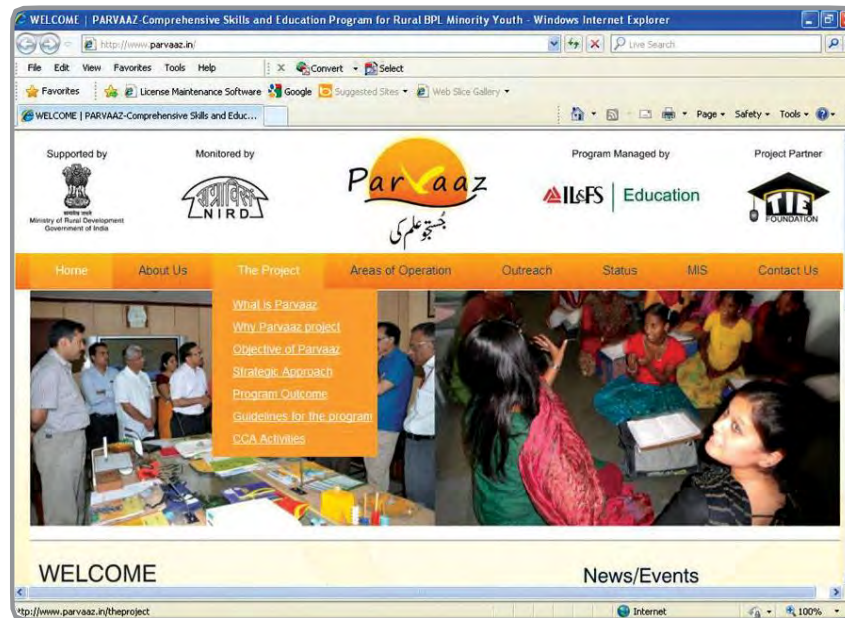 WELCOME | PARVAAZ-Comprehensive Skills and Education Program for Rural BPL Minority Youth - Windows Internet Explorer
http://www.parvaaz.in/
Live Search
File Edit View Favorites Tools Help
Convert
Select
Favorites
License Maintenance Software
Google
Suggested Sites
Web Slice Gallery
WELCOME | PARVAAZ-Comprehensive Skills and Educ...
Page
Safety
Tools
Supported by
Monitored by
Program Managed by
Project Partner
सत्यमेव जयते
Ministry of Rural Development
Government of India
NIRD
Parvaaz
جستجو علم کی
IL&FS Education
TIE
FOUNDATION
Home About Us The Project Areas of Operation Outreach Status MIS Contact Us
What is Parvaaz
Why Parvaaz project
Objective of Parvaaz
Strategic Approach
Program Outcome
Guidelines for the program
CCA Activities
WELCOME
News/Events
tp://www.parvaaz.in/theproject
Internet
100%